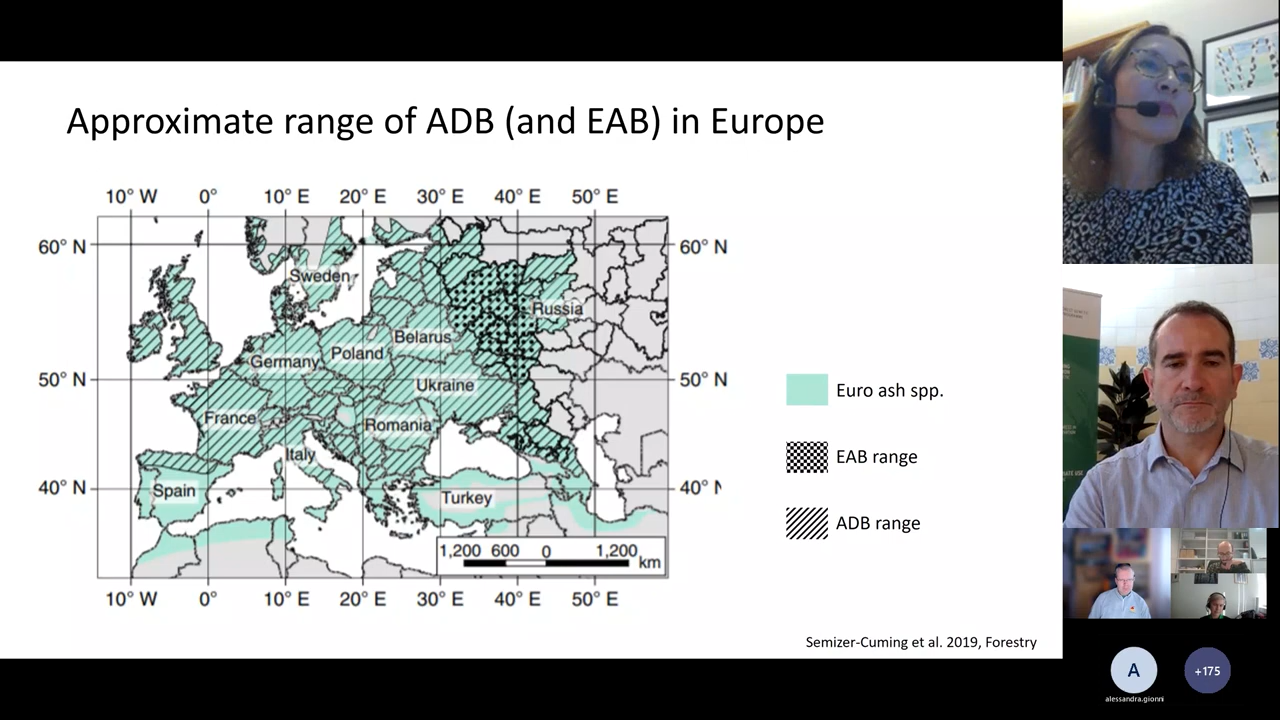 Approximate range of ADB (and EAB) in Europe
10° W 0° 10° E 20° E 30° E 40° E 50° E
60° N 60° N
Sweden
Russia
Belarus
Poland
Germany
50° N 50° N
Ukraine
France
Romania
Italy
40° N 40° N
Spain
Turkey
1,200 600 0 1,200
km
10° W 0° 10° E 20° E 30° E 40° E 50° E
Euro ash spp.
EAB range
ADB range
Semizer-Cuming et al. 2019, Forestry
A
+175
alessandra.gionni